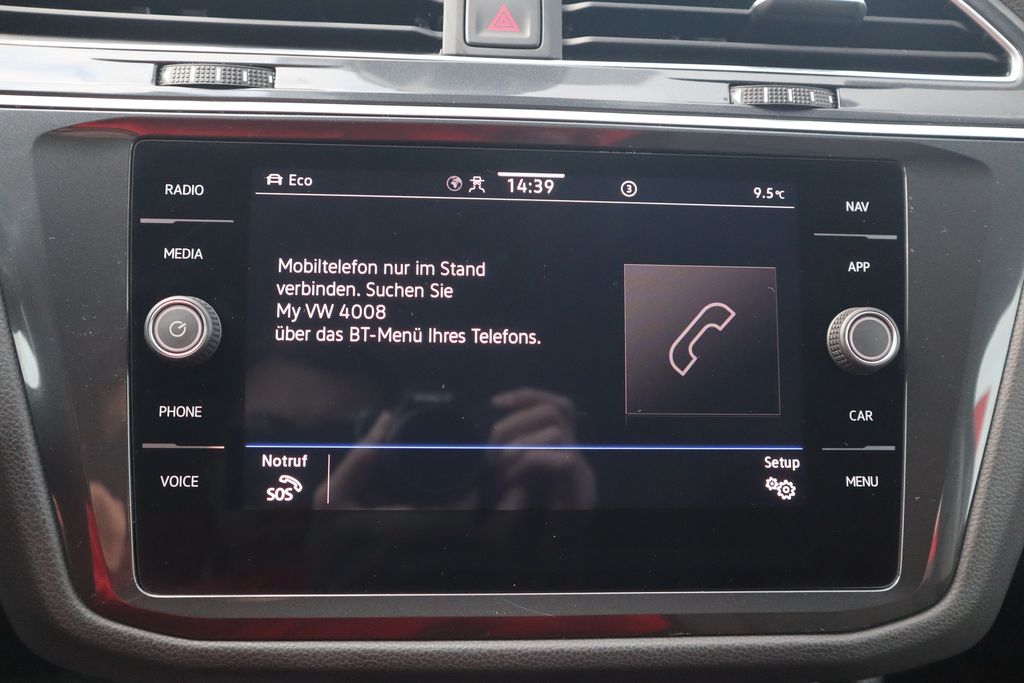 RADIO
MEDIA
PHONE
VOICE
Eco
14:39
3
9.5°C
Mobiltelefon nur im Stand
verbinden. Suchen Sie
My VW 4008
über das BT-Menü Ihres Telefons.
Notruf
SOS
Setup
NAV
APP
CAR
MENU